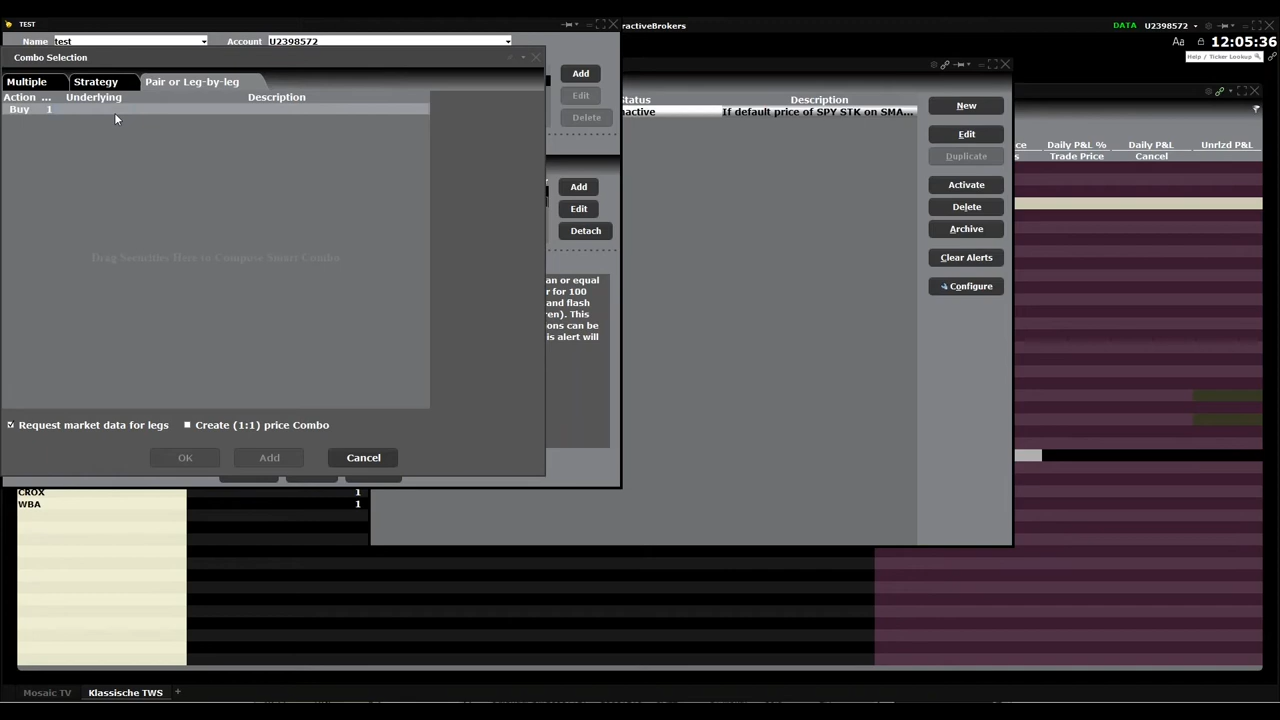 TEST
ractiveBrokers
DATA U2398572
Name test Account U2398572
Aa 12:05:36
Help / Ticker Lookup
Combo Selection
Multiple Strategy Pair or Leg-by-leg
Action ... Underlying Description
Buy 1
Drag Securities Here to Compose Smart Combo
Request market data for legs Create (1:1) price Combo
OK Add Cancel
Add
Edit
Delete
Add
Edit
Detach
an or equal
r for 100
and flash
en). This
ons can be
is alert will
Status Description
active If default price of SPY STK on SMA...
New
Edit
Duplicate
Activate
Delete
Archive
Clear Alerts
Configure
ce Daily P&L % Daily P&L Unrlzd P&L
s Trade Price Cancel
CROX 1
WBA 1
Mosaic TV Klassische TWS +